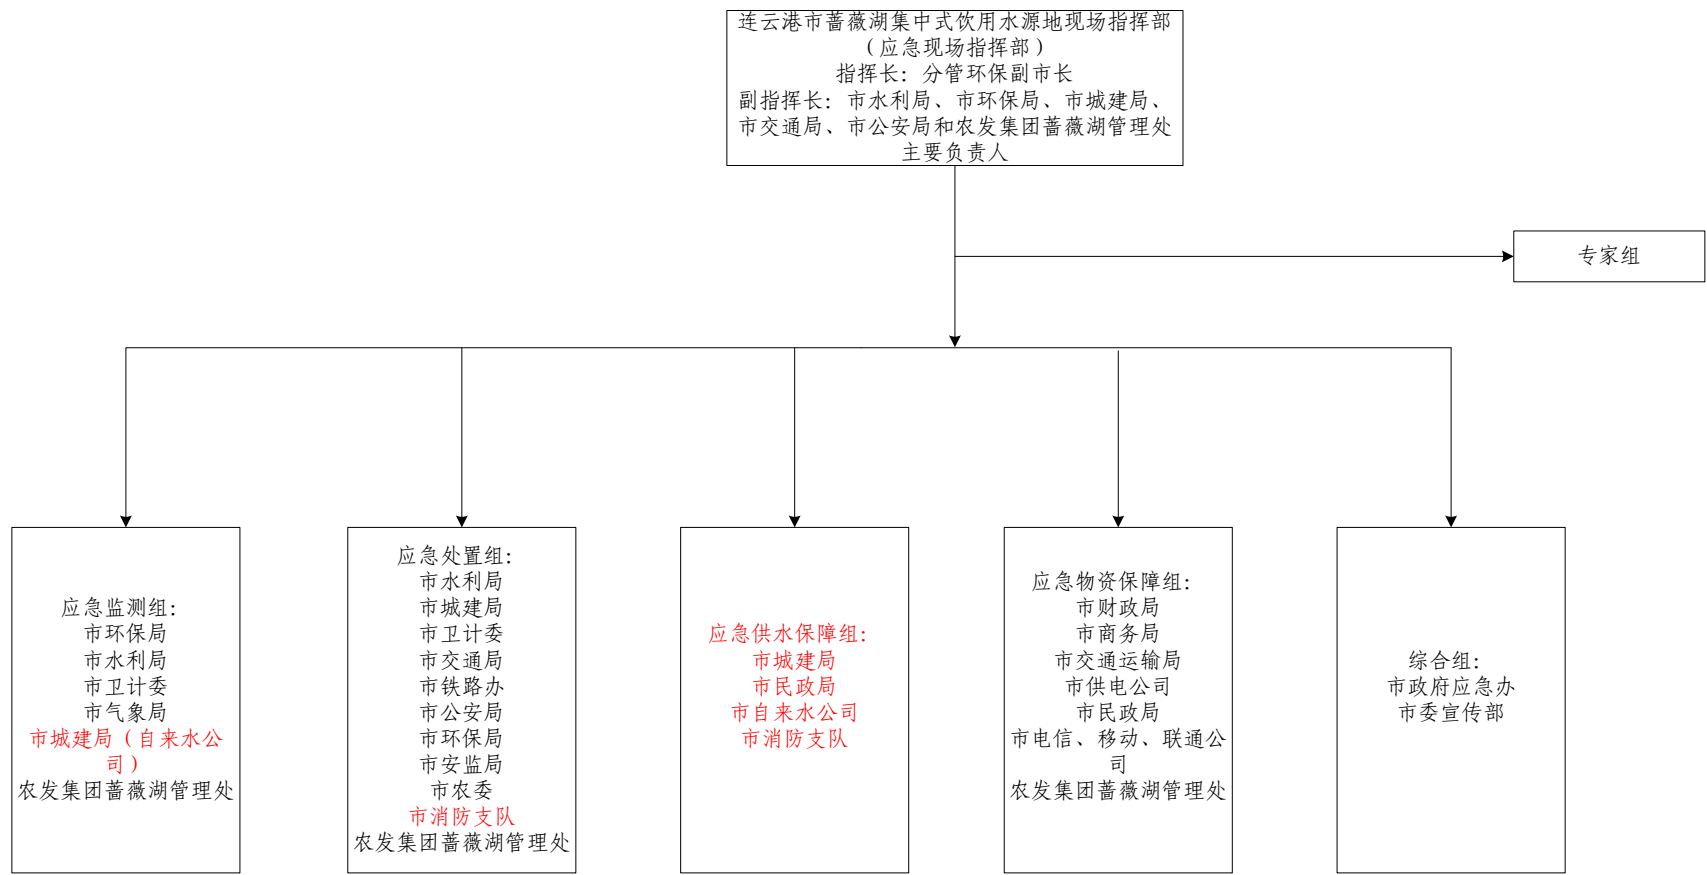 连云港市蔷薇湖集中式饮用水源地现场指挥部
（应急现场指挥部）
指挥长：分管环保副市长
副指挥长：市水利局、市环保局、市城建局、
市交通局、市公安局和农发集团蔷薇湖管理处
主要负责人
专家组
应急监测组：
市环保局
市水利局
市卫计委
市气象局
市城建局（自来水公
司）
农发集团蔷薇湖管理处
应急处置组：
市水利局
市城建局
市卫计委
市交通局
市铁路办
市公安局
市环保局
市安监局
市农委
市消防支队
农发集团蔷薇湖管理处
应急供水保障组：
市城建局
市民政局
市自来水公司
市消防支队
应急物资保障组：
市财政局
市商务局
市交通运输局
市供电公司
市民政局
市电信、移动、联通公
司
农发集团蔷薇湖管理处
综合组：
市政府应急办
市委宣传部